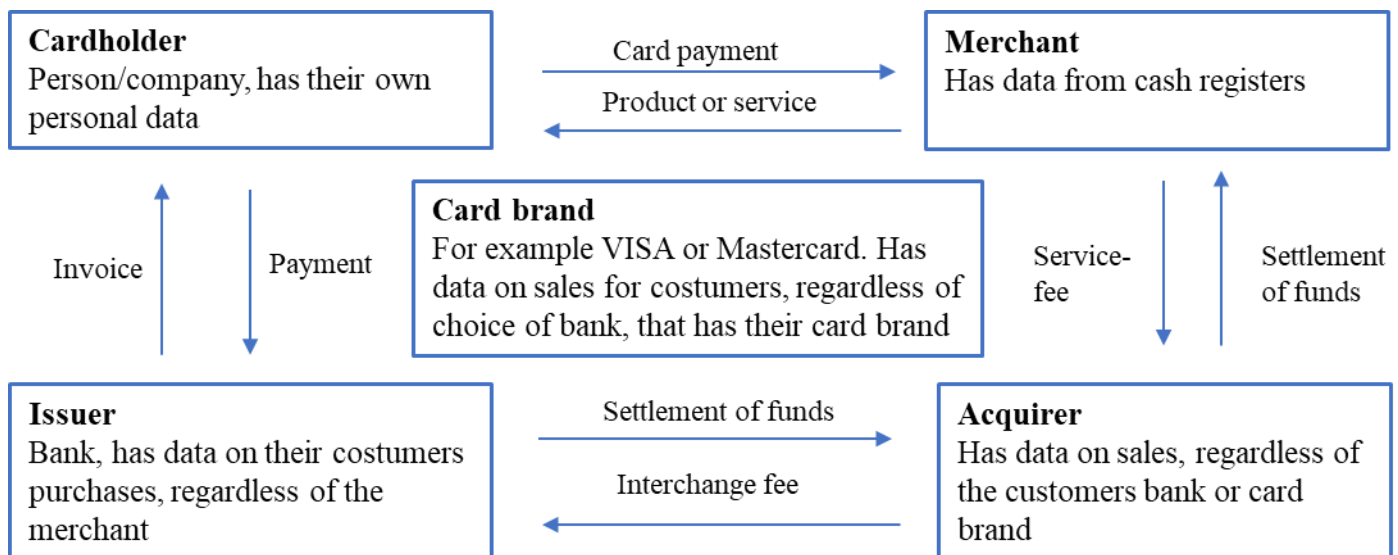 Cardholder
Person/company, has their own
personal data
Card payment
Product or service
Merchant
Has data from cash registers
Invoice
Payment
Card brand
For example VISA or Mastercard. Has
data on sales for costumers, regardless of
choice of bank, that has their card brand
Service-
fee
Settlement
of funds
Issuer
Bank, has data on their costumers
purchases, regardless of the
merchant
Settlement of funds
Interchange fee
Acquirer
Has data on sales, regardless of
the customers bank or card
brand